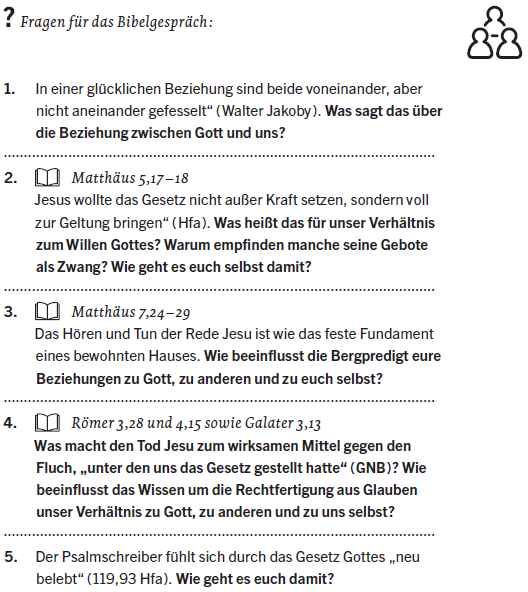 ? Fragen für das Bibelgespräch:
1. In einer glücklichen Beziehung sind beide voneinander, aber
nicht aneinander gefesselt“ (Walter Jakoby). Was sagt das über
die Beziehung zwischen Gott und uns?
2. Matthäus 5,17–18
Jesus wollte das Gesetz nicht außer Kraft setzen, sondern voll
zur Geltung bringen“ (Hfa). Was heißt das für unser Verhältnis
zum Willen Gottes? Warum empfinden manche seine Gebote
als Zwang? Wie geht es euch selbst damit?
3. Matthäus 7,24–29
Das Hören und Tun der Rede Jesu ist wie das feste Fundament
eines bewohnten Hauses. Wie beeinflusst die Bergpredigt eure
Beziehungen zu Gott, zu anderen und zu euch selbst?
4. Römer 3,28 und 4,15 sowie Galater 3,13
Was macht den Tod Jesu zum wirksamen Mittel gegen den
Fluch, „unter den uns das Gesetz gestellt hatte“ (GNB)? Wie
beeinflusst das Wissen um die Rechtfertigung aus Glauben
unser Verhältnis zu Gott, zu anderen und zu uns selbst?
5. Der Psalmschreiber fühlt sich durch das Gesetz Gottes „neu
belebt“ (119,93 Hfa). Wie geht es euch damit?